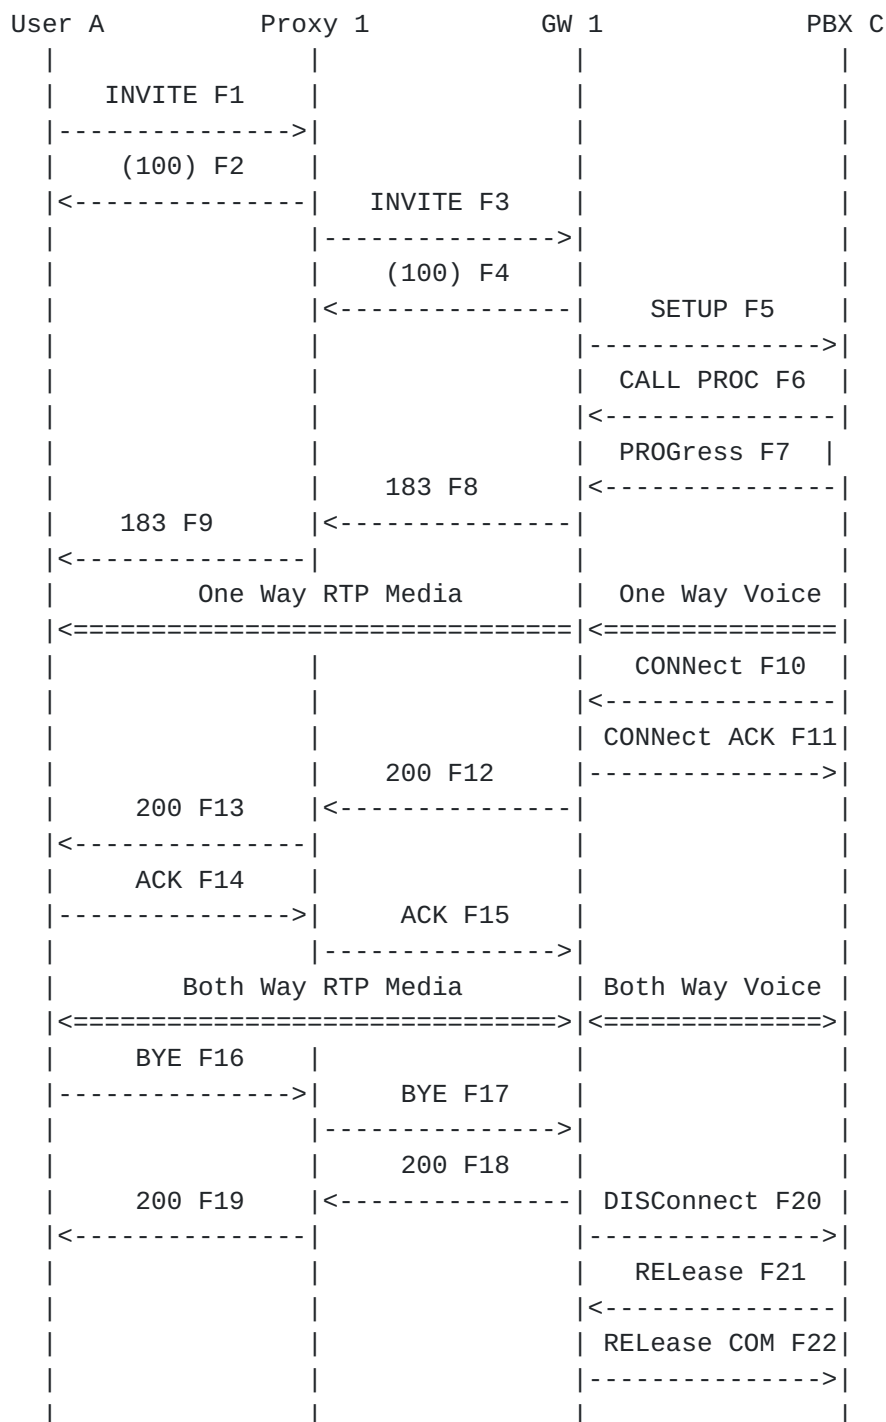 User A          Proxy 1           GW 1             PBX C
  |                |                |                |
  |   INVITE F1    |                |                |
  |--------------->|                |                |
  |    (100) F2    |                |                |
  |<---------------|   INVITE F3    |                |
  |                |--------------->|                |
  |                |    (100) F4    |                |
  |                |<---------------|    SETUP F5    |
  |                |                |--------------->|
  |                |                |  CALL PROC F6  |
  |                |                |<---------------|
  |                |                |  PROGress F7  |
  |                |    183 F8      |<---------------|
  |    183 F9      |<---------------|                |
  |<---------------|                |                |
  |         One Way RTP Media       |  One Way Voice |
  |<================================|<===============|
  |                |                |   CONNect F10  |
  |                |                |<---------------|
  |                |                | CONNect ACK F11|
  |                |    200 F12     |--------------->|
  |     200 F13    |<---------------|                |
  |<---------------|                |                |
  |     ACK F14    |                |                |
  |--------------->|     ACK F15    |                |
  |                |--------------->|                |
  |        Both Way RTP Media       | Both Way Voice |
  |<===============================>|<==============>|
  |     BYE F16    |                |                |
  |--------------->|     BYE F17    |                |
  |                |--------------->|                |
  |                |     200 F18    |                |
  |     200 F19    |<---------------| DISConnect F20 |
  |<---------------|                |--------------->|
  |                |                |   RELease F21  |
  |                |                |<---------------|
  |                |                | RELease COM F22|
  |                |                |--------------->|
  |                |                |                |